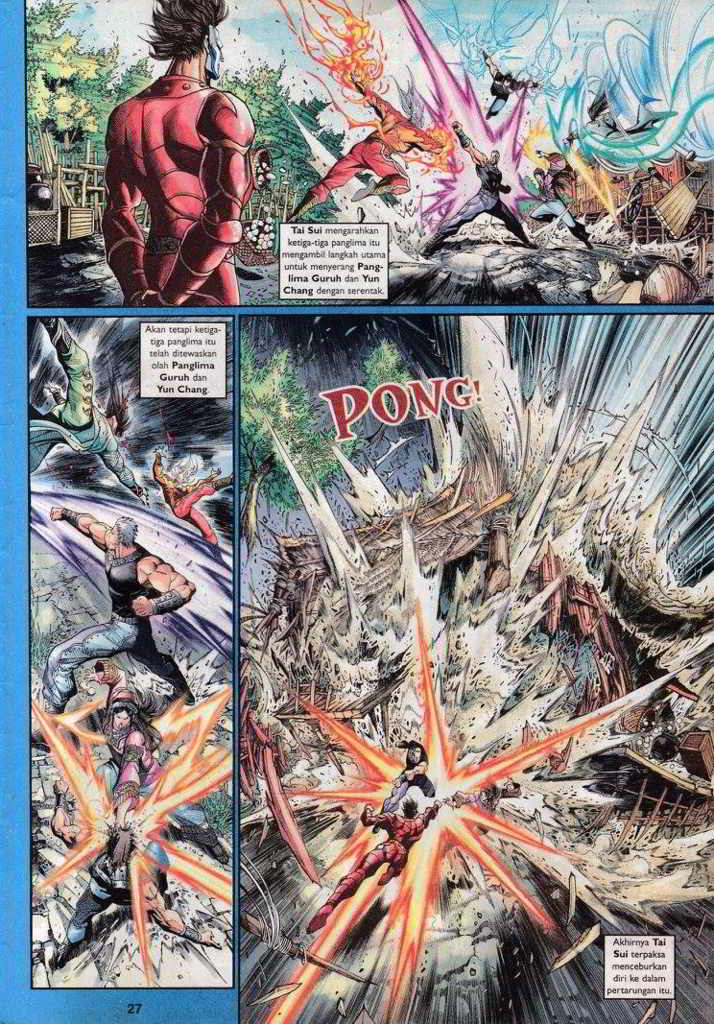 Tai Sui mengarahkan
ketiga-tiga panglima itu
mengambil langkah utama
untuk menyerang Pang-
lima Guruh dan Yun
Chang dengan serentak.
Akan tetapi ketiga-
tiga panglima itu
telah ditewaskan
olah Panglima
Guruh dan
Yun Chang.
PONG!
Akhirnya Tai
Sui terpaksa
menceburkan
diri ke dalam
pertarungan itu.
27